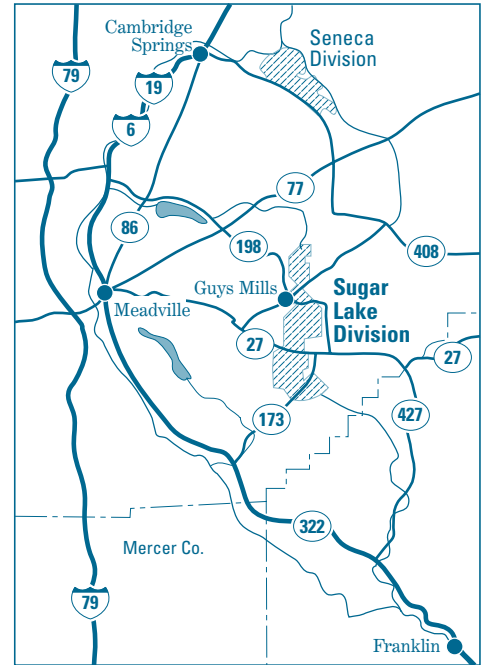 Cambridge
Springs
Seneca
Division
79
19
6
77
86
198
408
Guys Mills
Sugar
Lake
Division
Meadville
27
27
173
427
322
Mercer Co.
79
Franklin